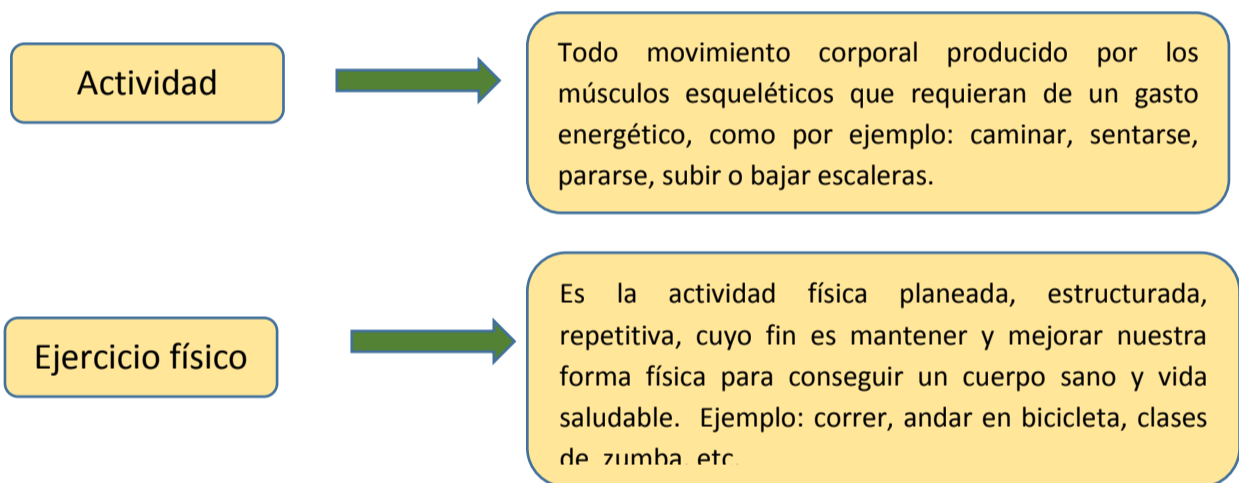 Actividad
Todo movimiento corporal producido por los
músculos esqueléticos que requieran de un gasto
energético, como por ejemplo: caminar, sentarse,
pararse, subir o bajar escaleras.
Ejercicio físico
Es la actividad física planeada, estructurada,
repetitiva, cuyo fin es mantener y mejorar nuestra
forma física para conseguir un cuerpo sano y vida
saludable. Ejemplo: correr, andar en bicicleta, clases
de zumba, etc.